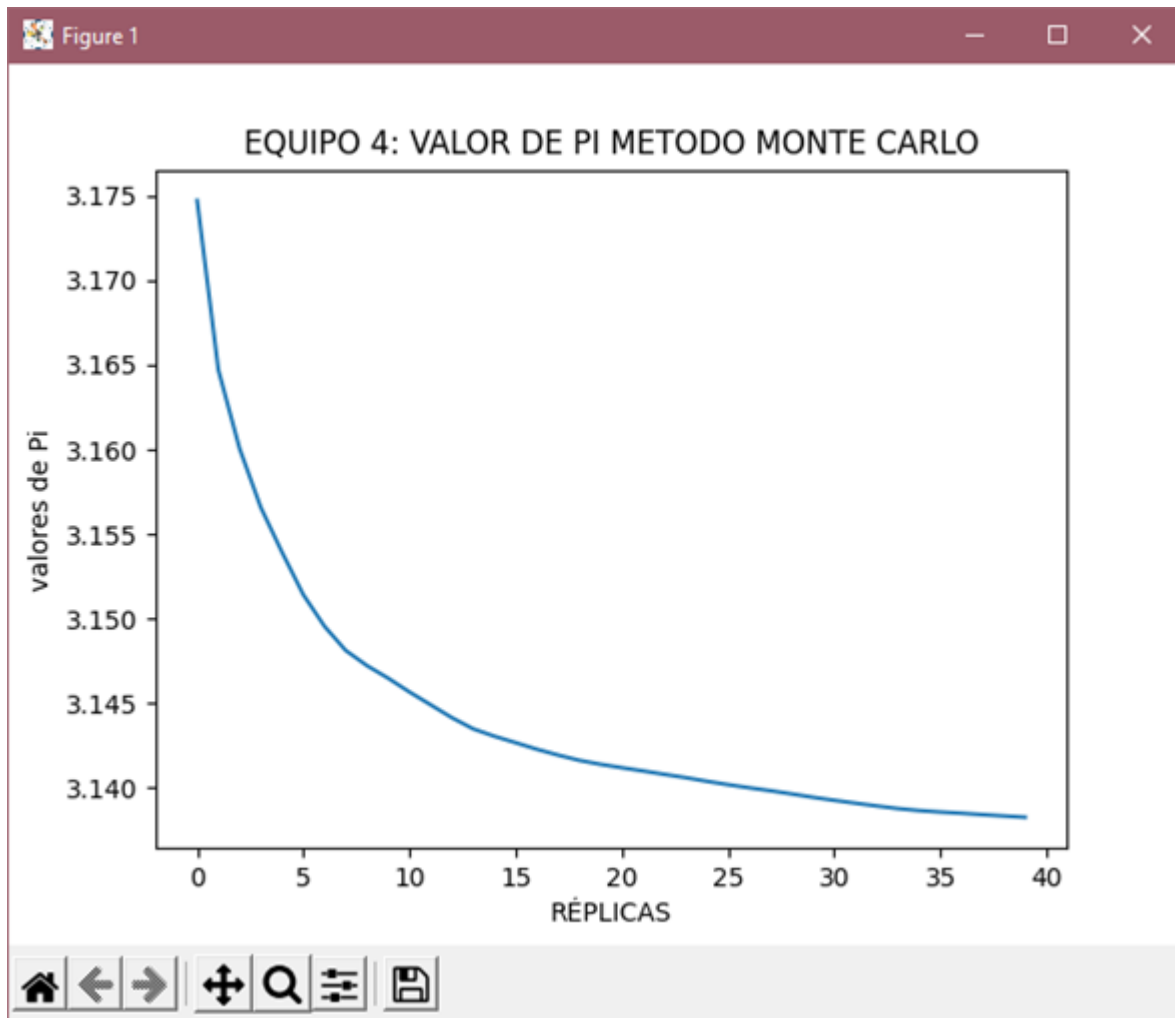 Figure 1
EQUIPO 4: VALOR DE PI METODO MONTE CARLO
3.175
3.170
3.165
3.160
3.155
3.150
3.145
3.140
valores de Pi
0 5 10 15 20 25 30 35 40
RÉPLICAS